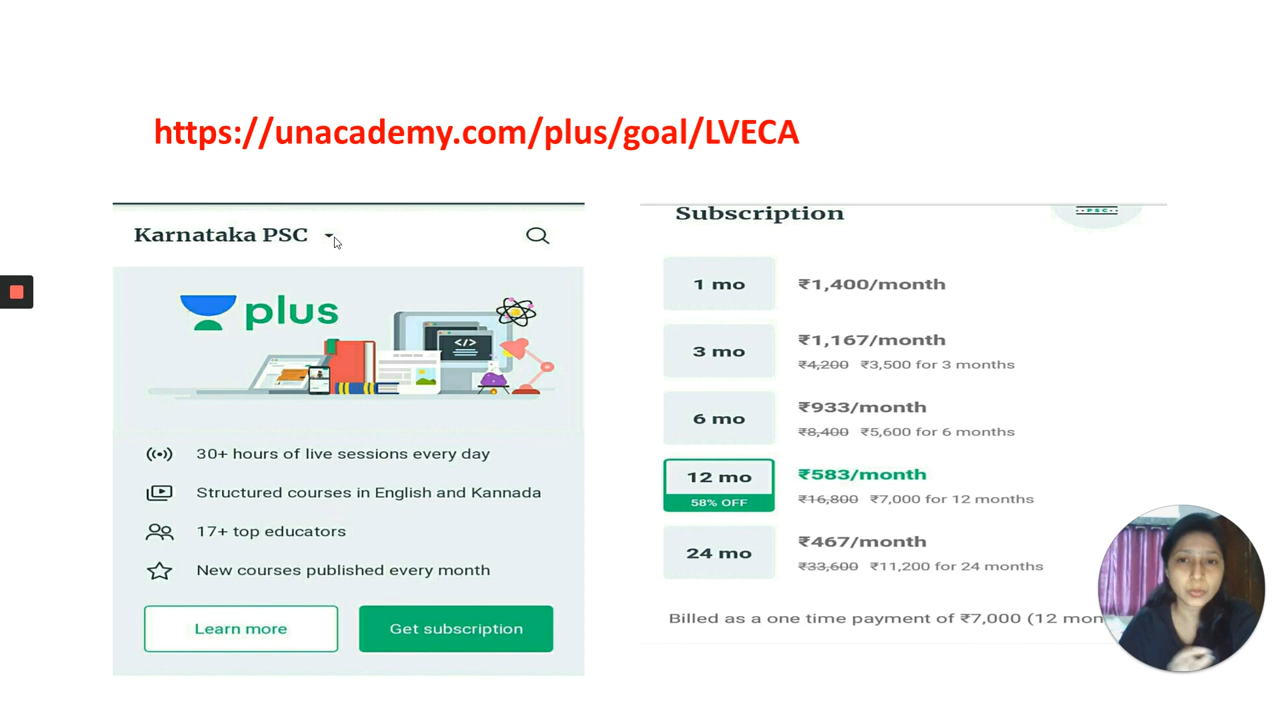 https://unacademy.com/plus/goal/LVECA
Karnataka PSC
plus
</>
30+ hours of live sessions every day
Structured courses in English and Kannada
17+ top educators
New courses published every month
Learn more
Get subscription
Subscription
PSC
1 mo
₹1,400/month
3 mo
₹1,167/month
₹4,200 ₹3,500 for 3 months
6 mo
₹933/month
₹8,400 ₹5,600 for 6 months
12 mo
58% OFF
₹583/month
₹16,800 ₹7,000 for 12 months
24 mo
₹467/month
₹33,600 ₹11,200 for 24 months
Billed as a one time payment of ₹7,000 (12 mon